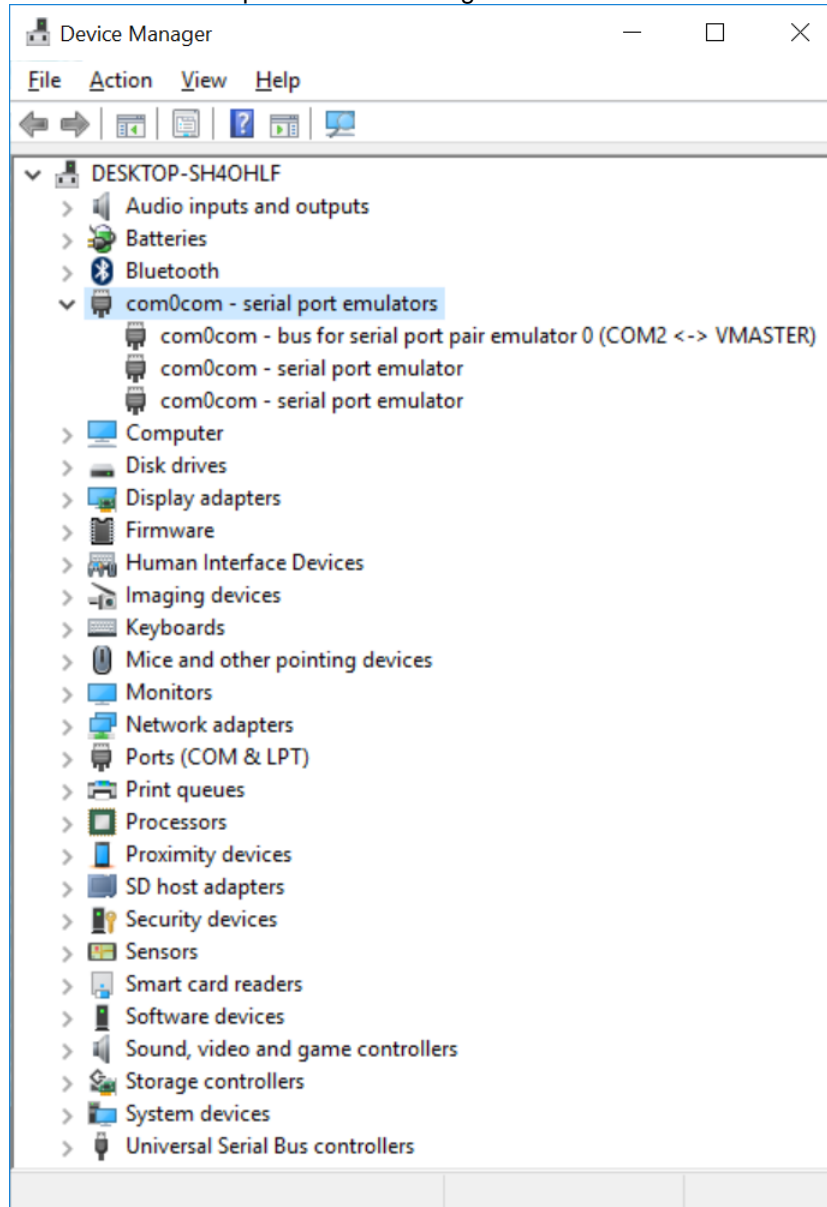 Device Manager
File Action View Help
DESKTOP-SH4OHLF
Audio inputs and outputs
Batteries
Bluetooth
com0com - serial port emulators
com0com - bus for serial port pair emulator 0 (COM2 <-> VMASTER)
com0com - serial port emulator
com0com - serial port emulator
Computer
Disk drives
Display adapters
Firmware
Human Interface Devices
Imaging devices
Keyboards
Mice and other pointing devices
Monitors
Network adapters
Ports (COM & LPT)
Print queues
Processors
Proximity devices
SD host adapters
Security devices
Sensors
Smart card readers
Software devices
Sound, video and game controllers
Storage controllers
System devices
Universal Serial Bus controllers